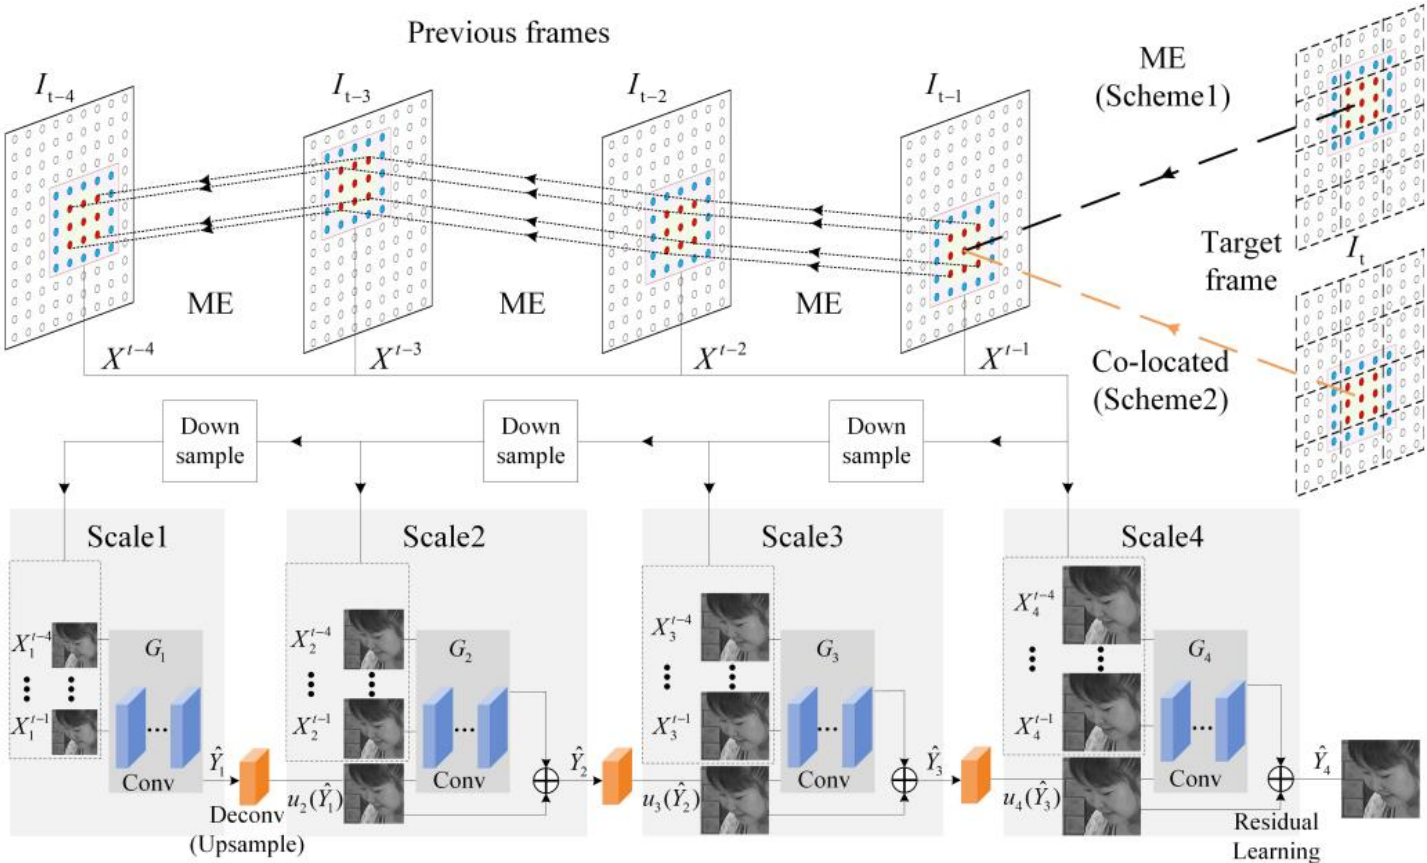 Previous frames
I_{t-4}
I_{t-3}
I_{t-2}
I_{t-1}
ME
(Scheme1)
Target
frame
I_t
ME
ME
ME
X^{t-4}
X^{t-3}
X^{t-2}
X^{t-1}
Co-located
(Scheme2)
Down
sample
Down
sample
Down
sample
Scale1
X_1^{t-4}
X_1^{t-1}
G_1
...
Conv
Ŷ_1
Deconv
(Upsample)
Scale2
X_2^{t-4}
X_2^{t-1}
u_2(Ŷ_1)
G_2
...
Conv
Ŷ_2
Scale3
X_3^{t-4}
X_3^{t-1}
u_3(Ŷ_2)
G_3
...
Conv
Ŷ_3
Scale4
X_4^{t-4}
X_4^{t-1}
u_4(Ŷ_3)
G_4
...
Conv
Ŷ_4
Residual
Learning